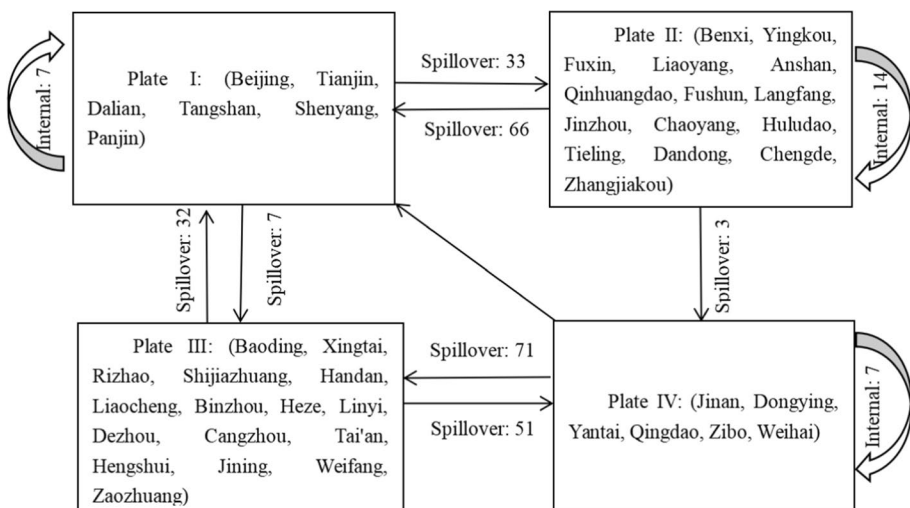 Plate I: (Beijing, Tianjin,
Dalian, Tangshan, Shenyang,
Panjin)
Internal: 7
Spillover: 33
Spillover: 66
Plate II: (Benxi, Yingkou,
Fuxin, Liaoyang, Anshan,
Qinhuangdao, Fushun, Langfang,
Jinzhou, Chaoyang, Huludao,
Tieling, Dandong, Chengde,
Zhangjiakou)
Internal: 14
Spillover: 32
Spillover: 7
Spillover: 3
Plate III: (Baoding, Xingtai,
Rizhao, Shijiazhuang, Handan,
Liaocheng, Binzhou, Heze, Linyi,
Dezhou, Cangzhou, Tai'an,
Hengshui, Jining, Weifang,
Zaozhuang)
Spillover: 71
Spillover: 51
Plate IV: (Jinan, Dongying,
Yantai, Qingdao, Zibo, Weihai)
Internal: 7